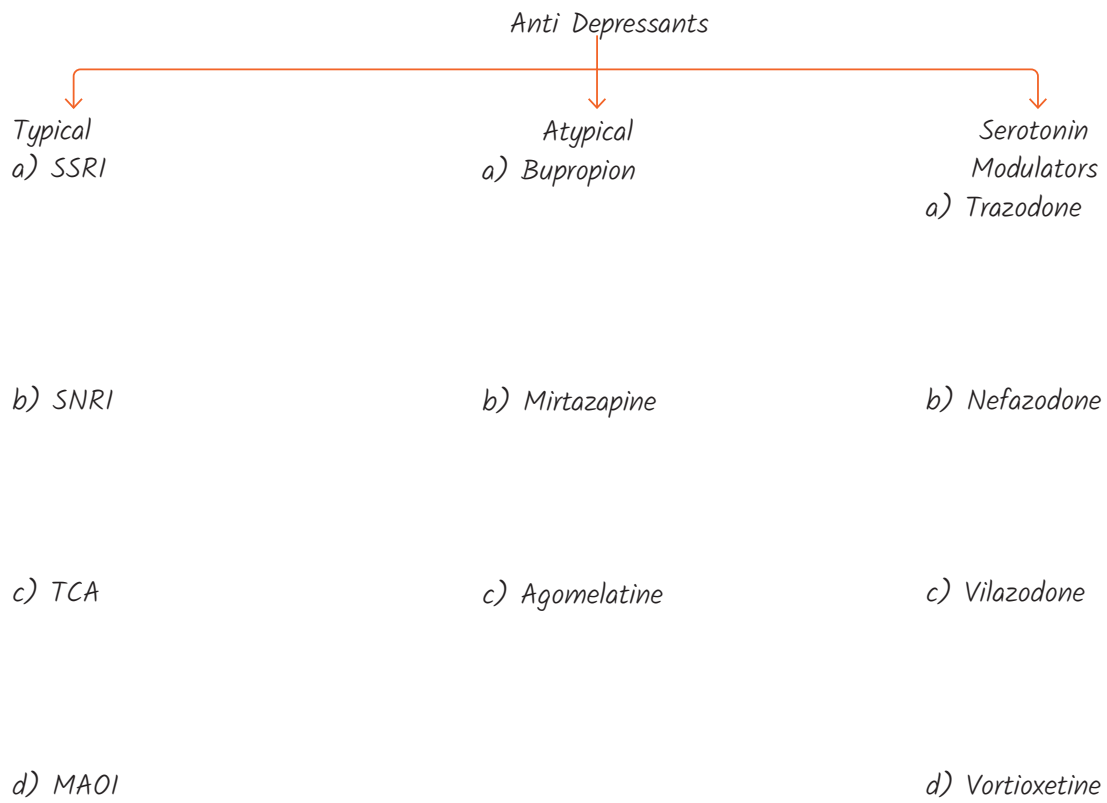 Anti Depressants
Typical
a) SSRI
b) SNRI
c) TCA
d) MAOI
Atypical
a) Bupropion
b) Mirtazapine
c) Agomelatine
Serotonin
Modulators
a) Trazodone
b) Nefazodone
c) Vilazodone
d) Vortioxetine